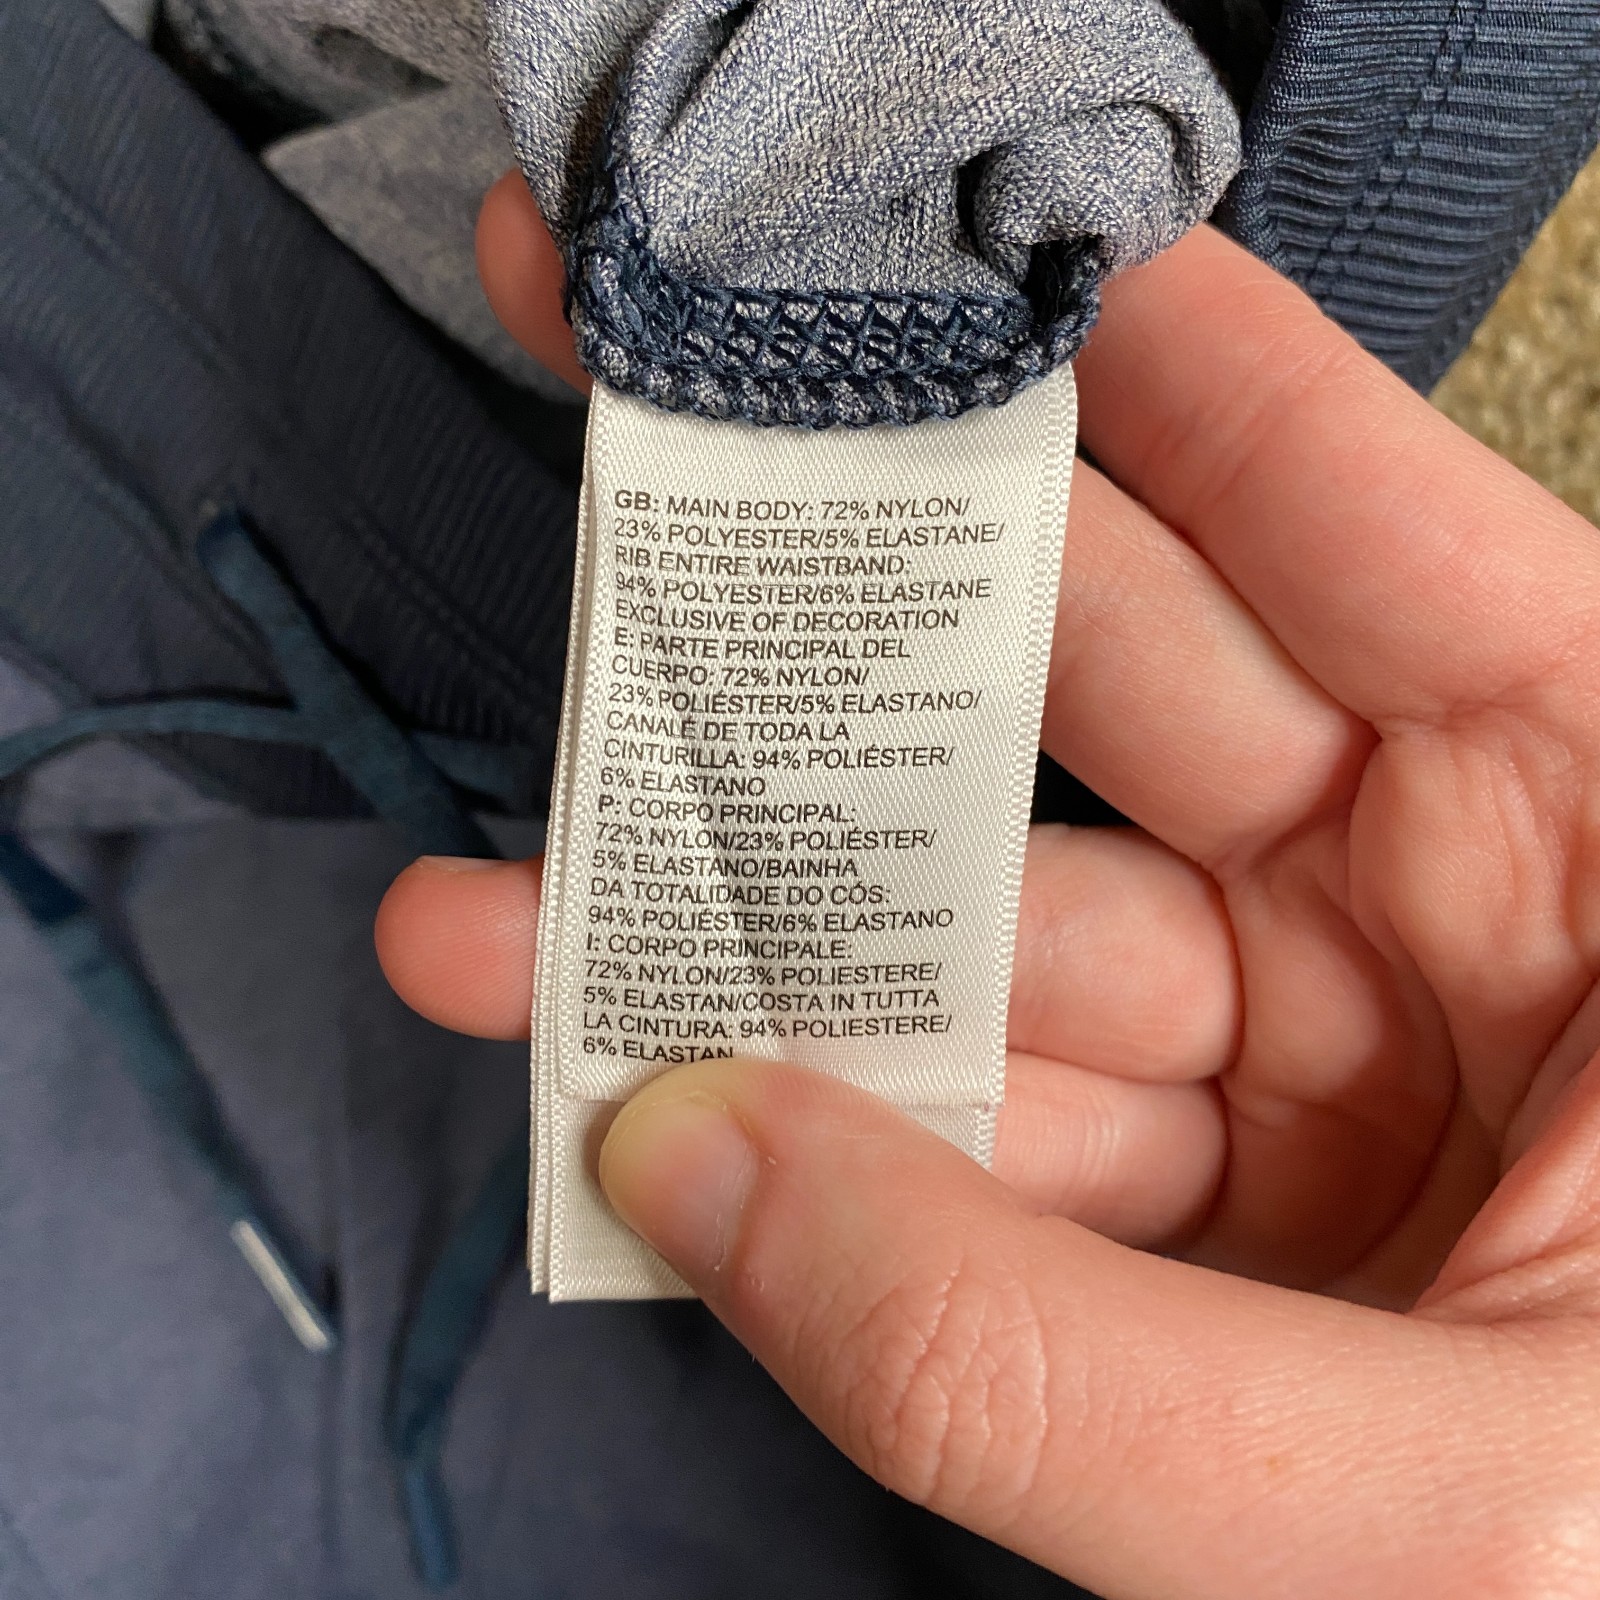 GB: MAIN BODY: 72% NYLON/
23% POLYESTER/5% ELASTANE/
RIB ENTIRE WAISTBAND:
94% POLYESTER/6% ELASTANE
EXCLUSIVE OF DECORATION
E: PARTE PRINCIPAL DEL
CUERPO: 72% NYLON/
23% POLIÉSTER/5% ELASTANO/
CANALÉ DE TODA LA
CINTURILLA: 94% POLIÉSTER/
6% ELASTANO
P: CORPO PRINCIPAL:
72% NYLON/23% POLIÉSTER/
5% ELASTANO/BAINHA
DA TOTALIDADE DO CÓS:
94% POLIÉSTER/6% ELASTANO
I: CORPO PRINCIPALE:
72% NYLON/23% POLIESTERE/
5% ELASTAN/COSTA IN TUTTA
LA CINTURA: 94% POLIESTERE/
6% ELASTAN